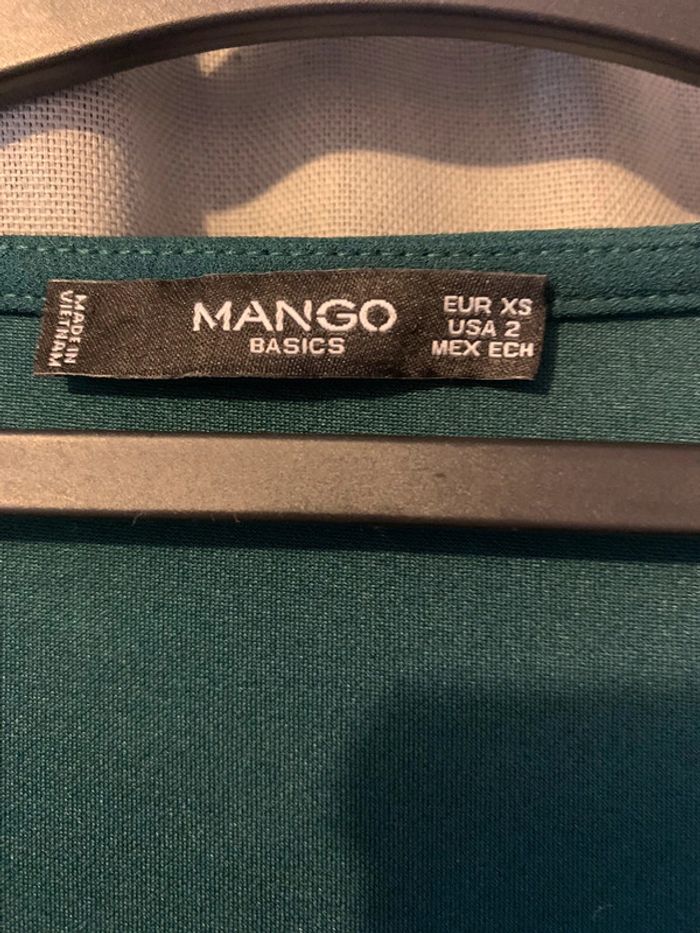 MADE IN
VIETNAM
MANGO
BASICS
EUR XS
USA 2
MEX ECH